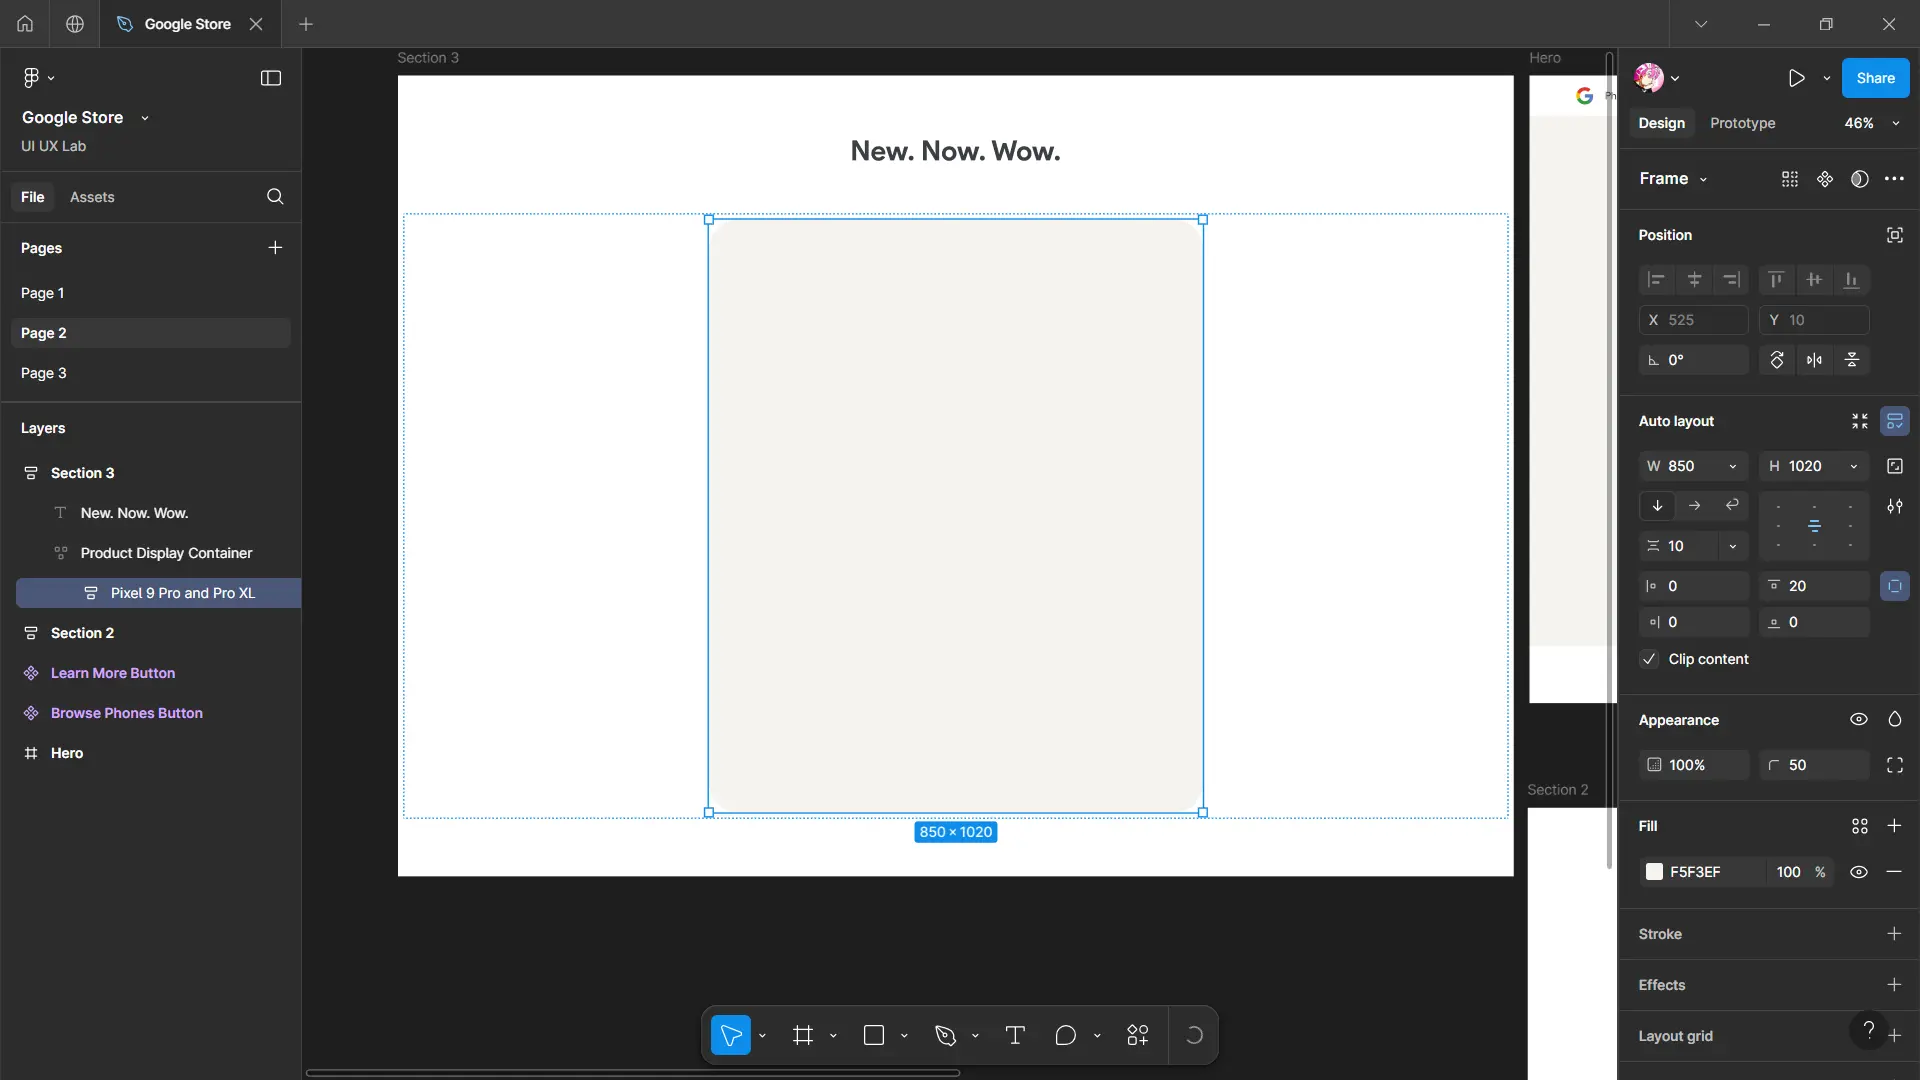 Google Store
Google Store
UI UX Lab
File
Assets
Pages
Page 1
Page 2
Page 3
Layers
Section 3
New. Now. Wow.
Product Display Container
Pixel 9 Pro and Pro XL
Section 2
Learn More Button
Browse Phones Button
Hero
Section 3
New. Now. Wow.
850 × 1020
Hero
Ph
Section 2
Share
Design
Prototype
46%
Frame
Position
X 525
Y 10
0°
Auto layout
W 850
H 1020
10
0
20
0
0
Clip content
Appearance
100%
50
Fill
F5F3EF
100 %
Stroke
Effects
Layout grid
?